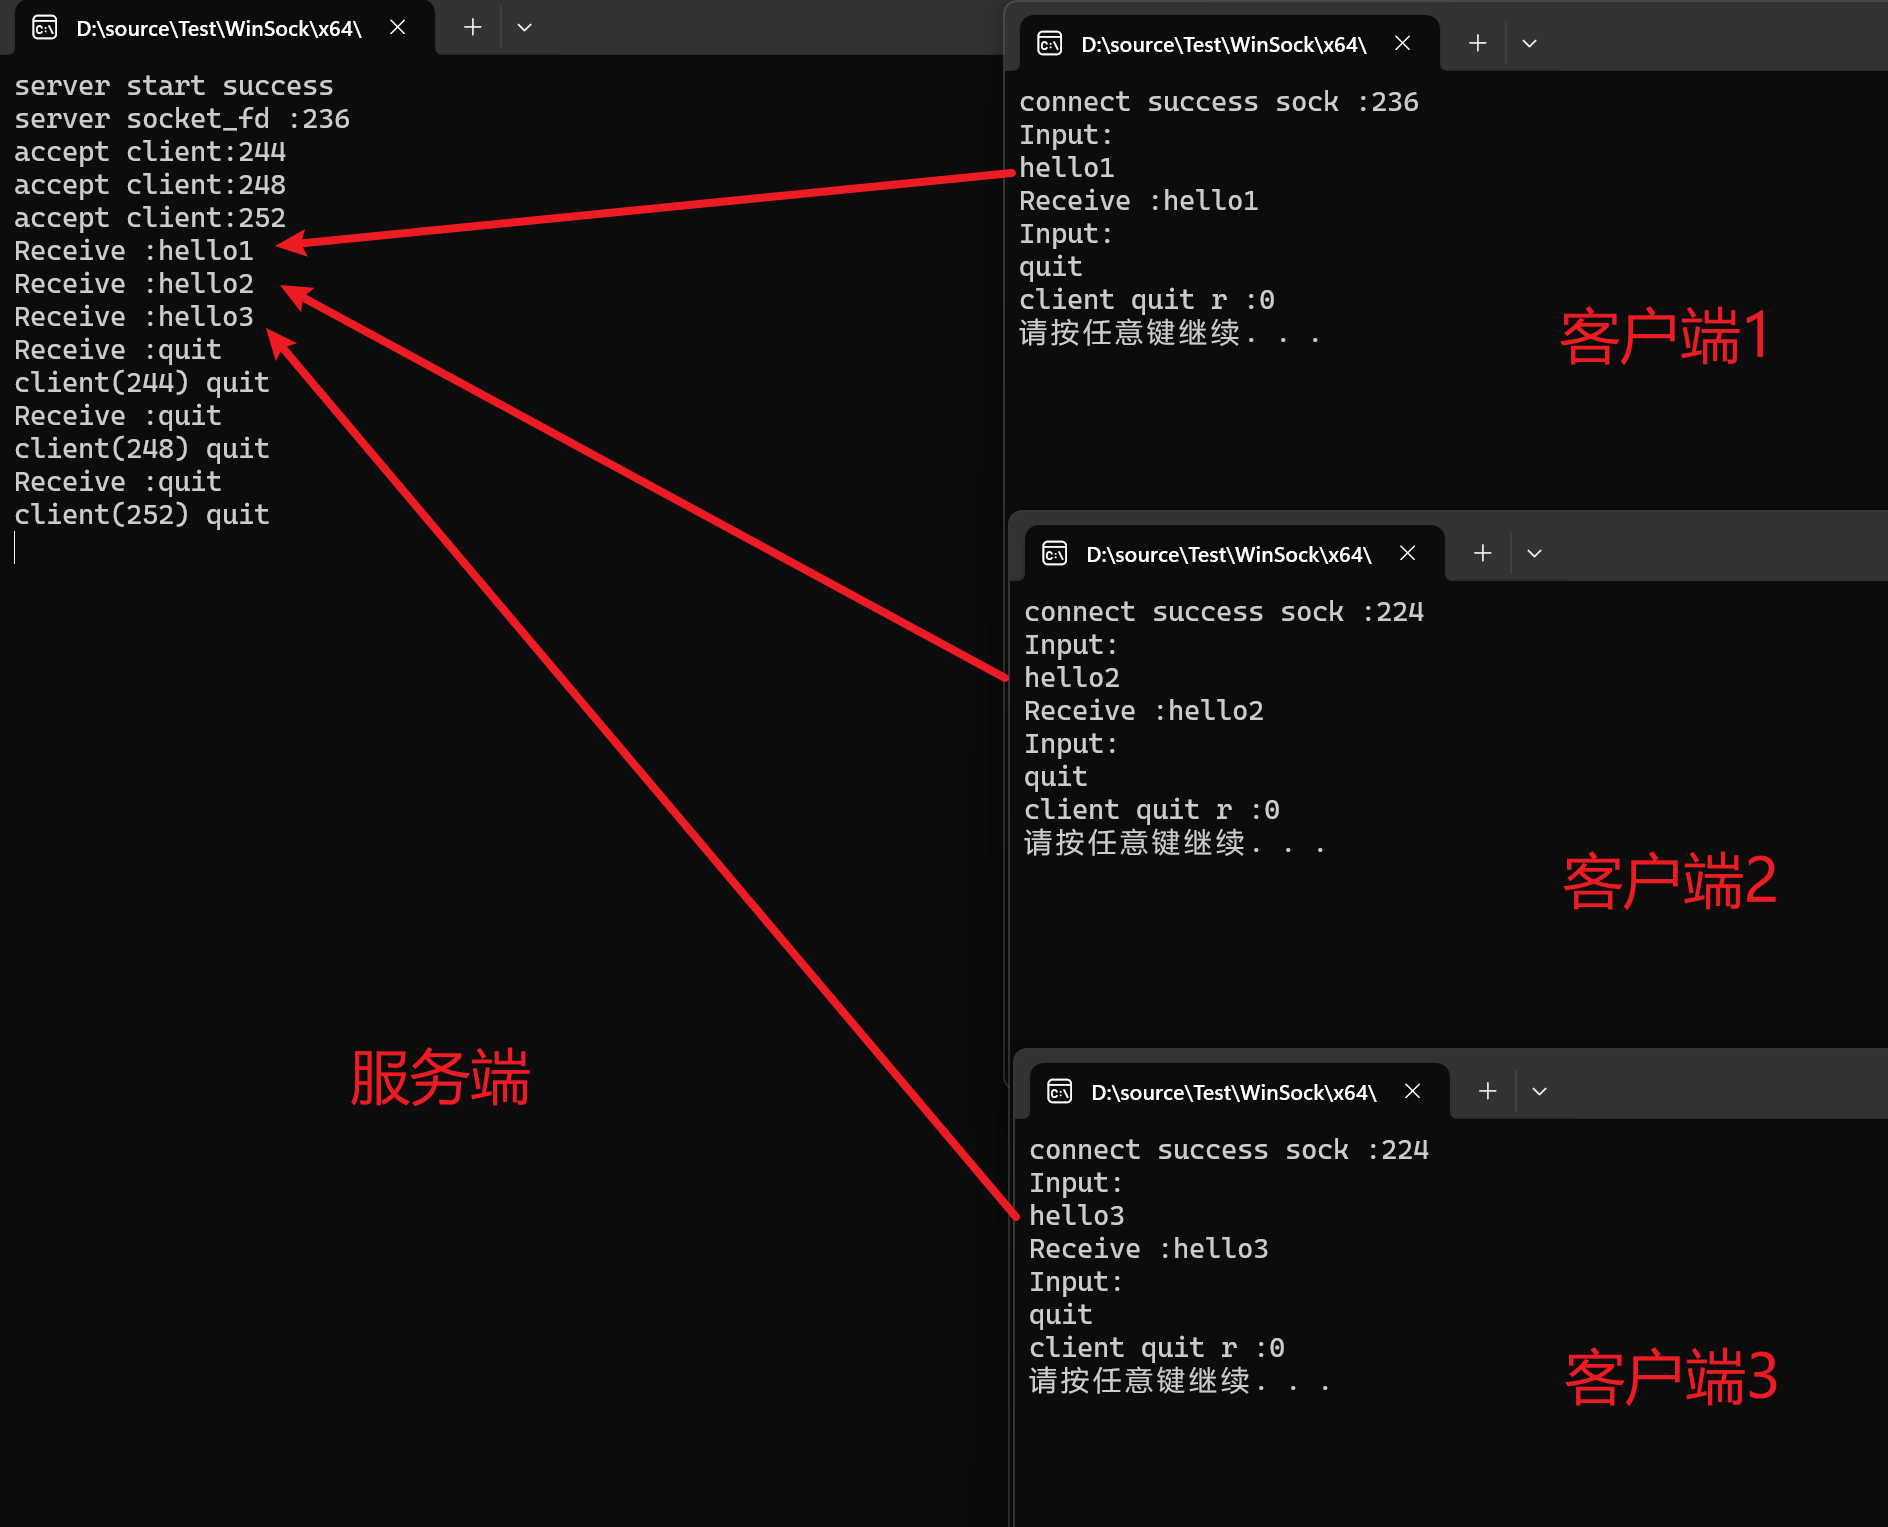 D:\source\Test\WinSock\x64\
server start success
server socket_fd :236
accept client:244
accept client:248
accept client:252
Receive :hello1
Receive :hello2
Receive :hello3
Receive :quit
client(244) quit
Receive :quit
client(248) quit
Receive :quit
client(252) quit
服务端
D:\source\Test\WinSock\x64\
connect success sock :236
Input:
hello1
Receive :hello1
Input:
quit
client quit r :0
请按任意键继续. . .
客户端1
D:\source\Test\WinSock\x64\
connect success sock :224
Input:
hello2
Receive :hello2
Input:
quit
client quit r :0
请按任意键继续. . .
客户端2
D:\source\Test\WinSock\x64\
connect success sock :224
Input:
hello3
Receive :hello3
Input:
quit
client quit r :0
请按任意键继续. . .
客户端3